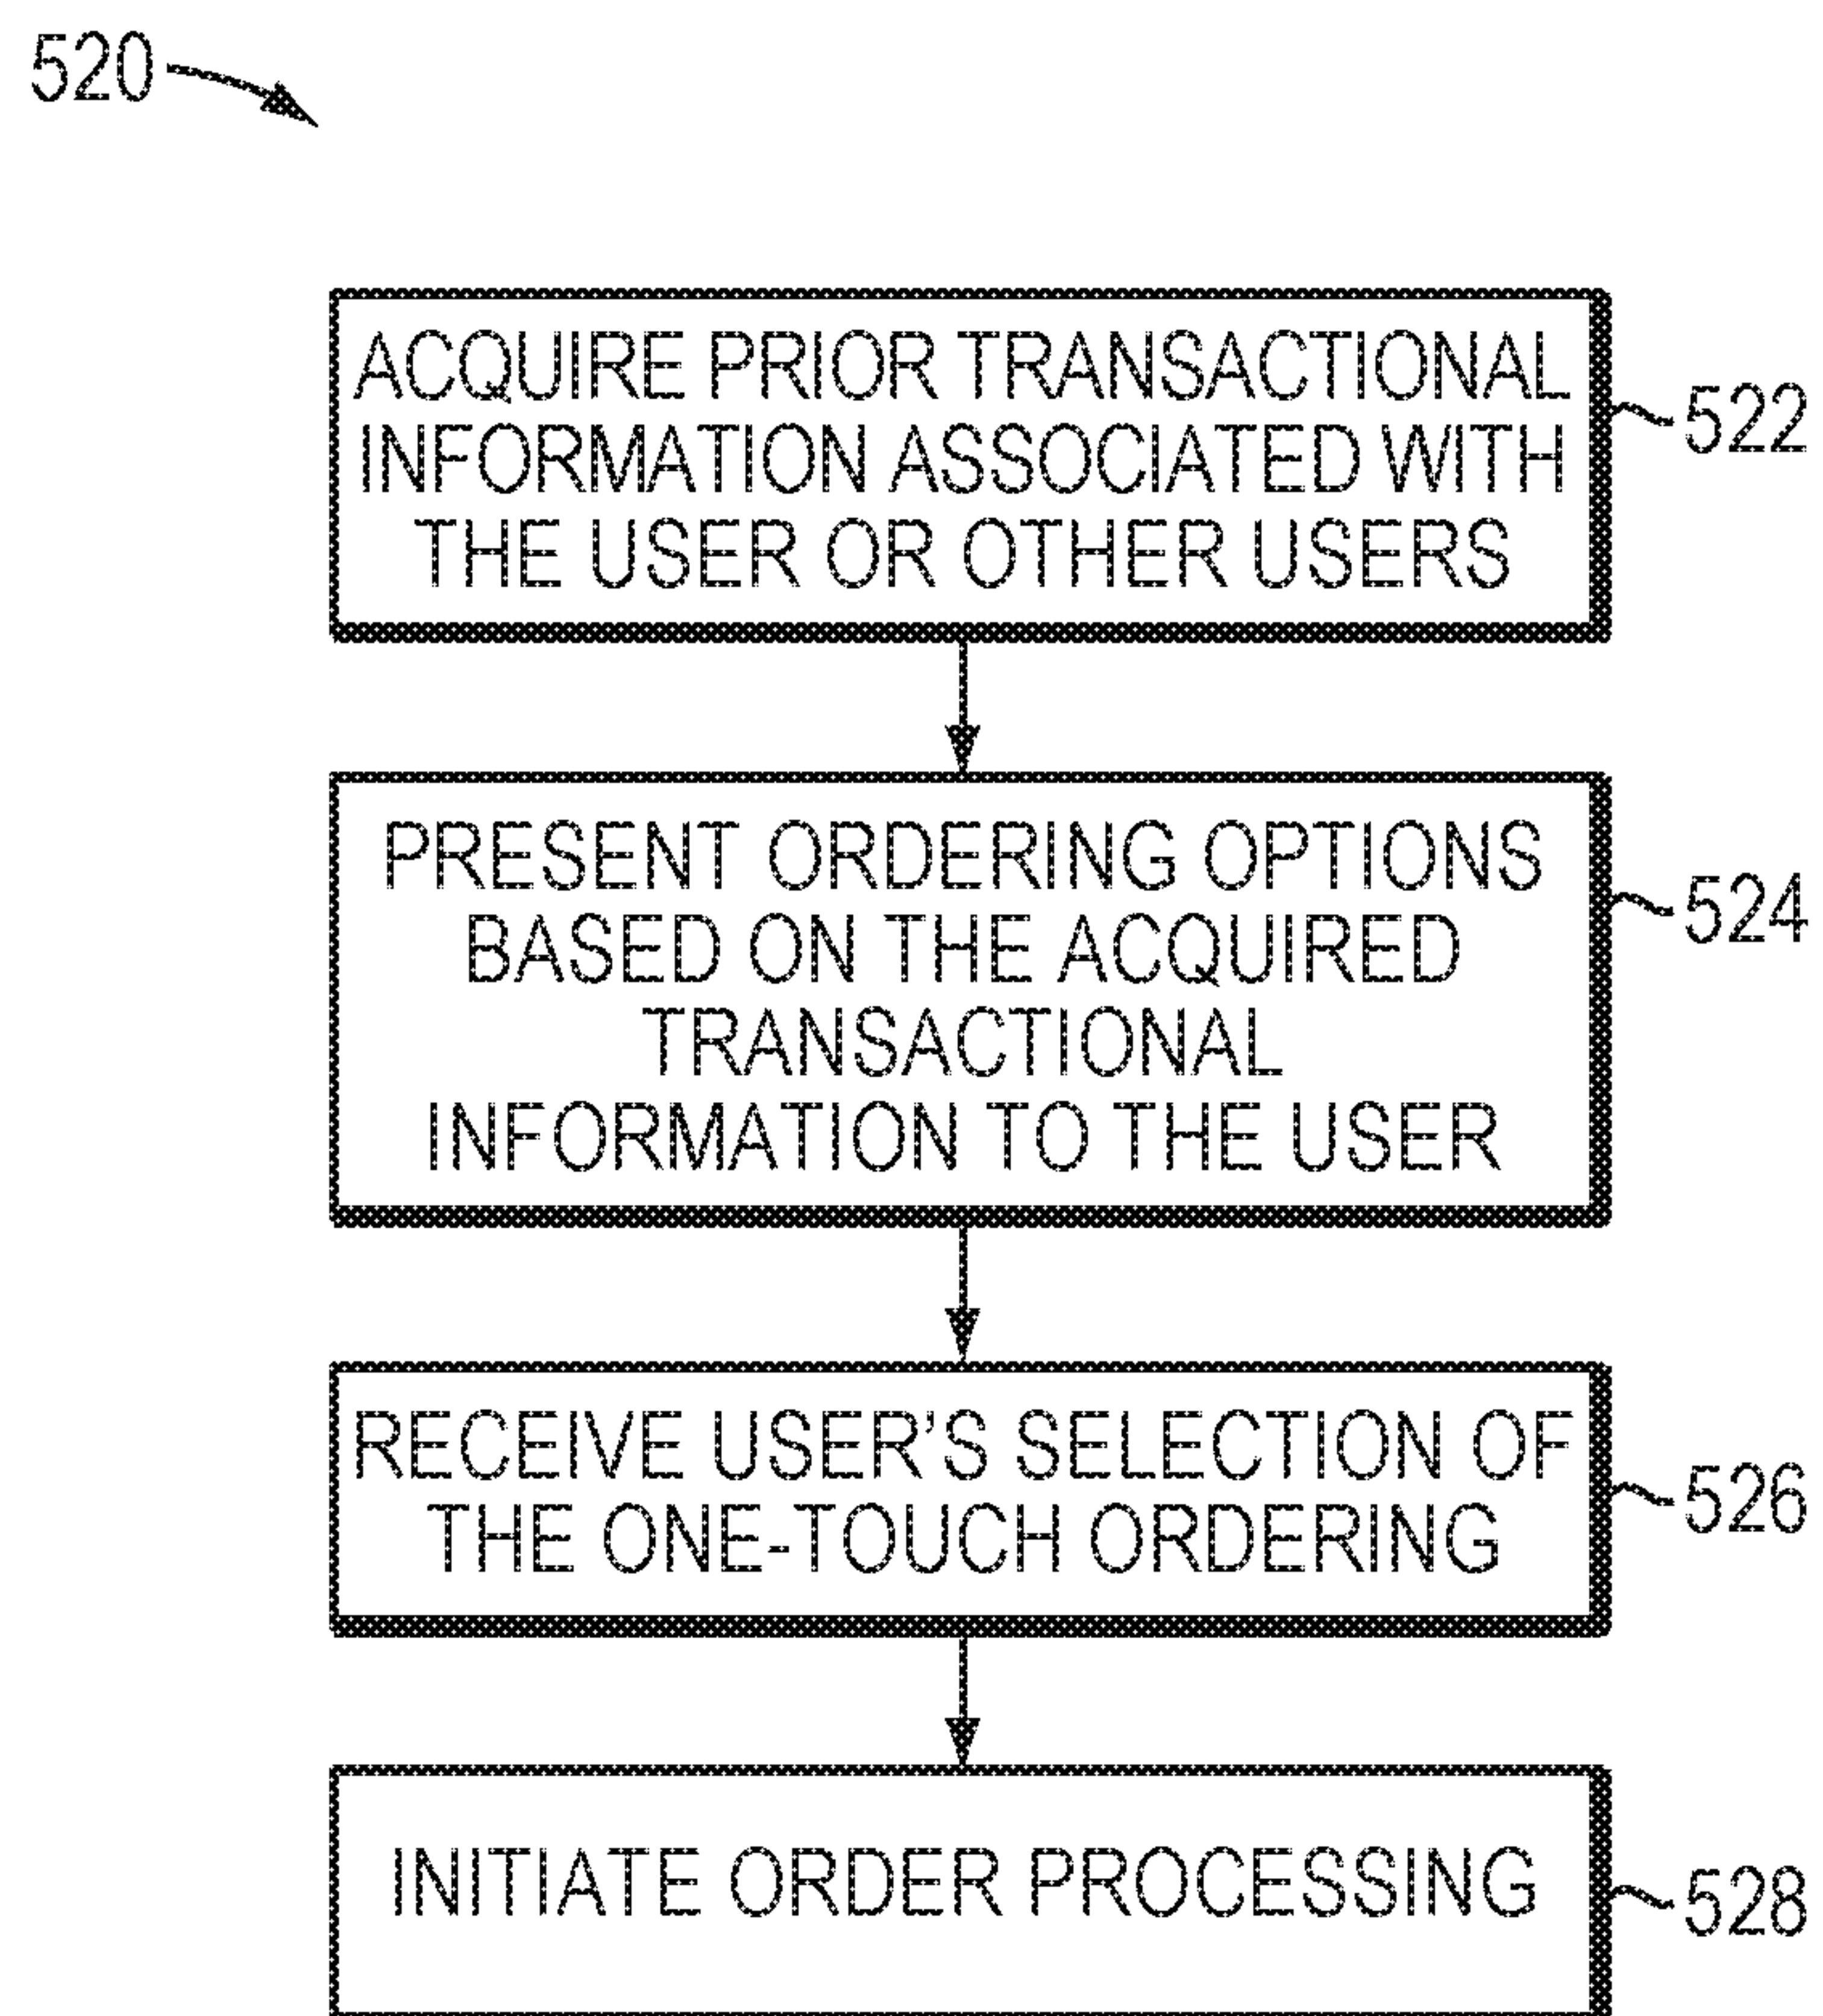 520
ACQUIRE PRIOR TRANSACTIONAL
INFORMATION ASSOCIATED WITH
THE USER OR OTHER USERS
522
PRESENT ORDERING OPTIONS
BASED ON THE ACQUIRED
TRANSACTIONAL
INFORMATION TO THE USER
524
RECEIVE USER'S SELECTION OF
THE ONE-TOUCH ORDERING
526
INITIATE ORDER PROCESSING
528